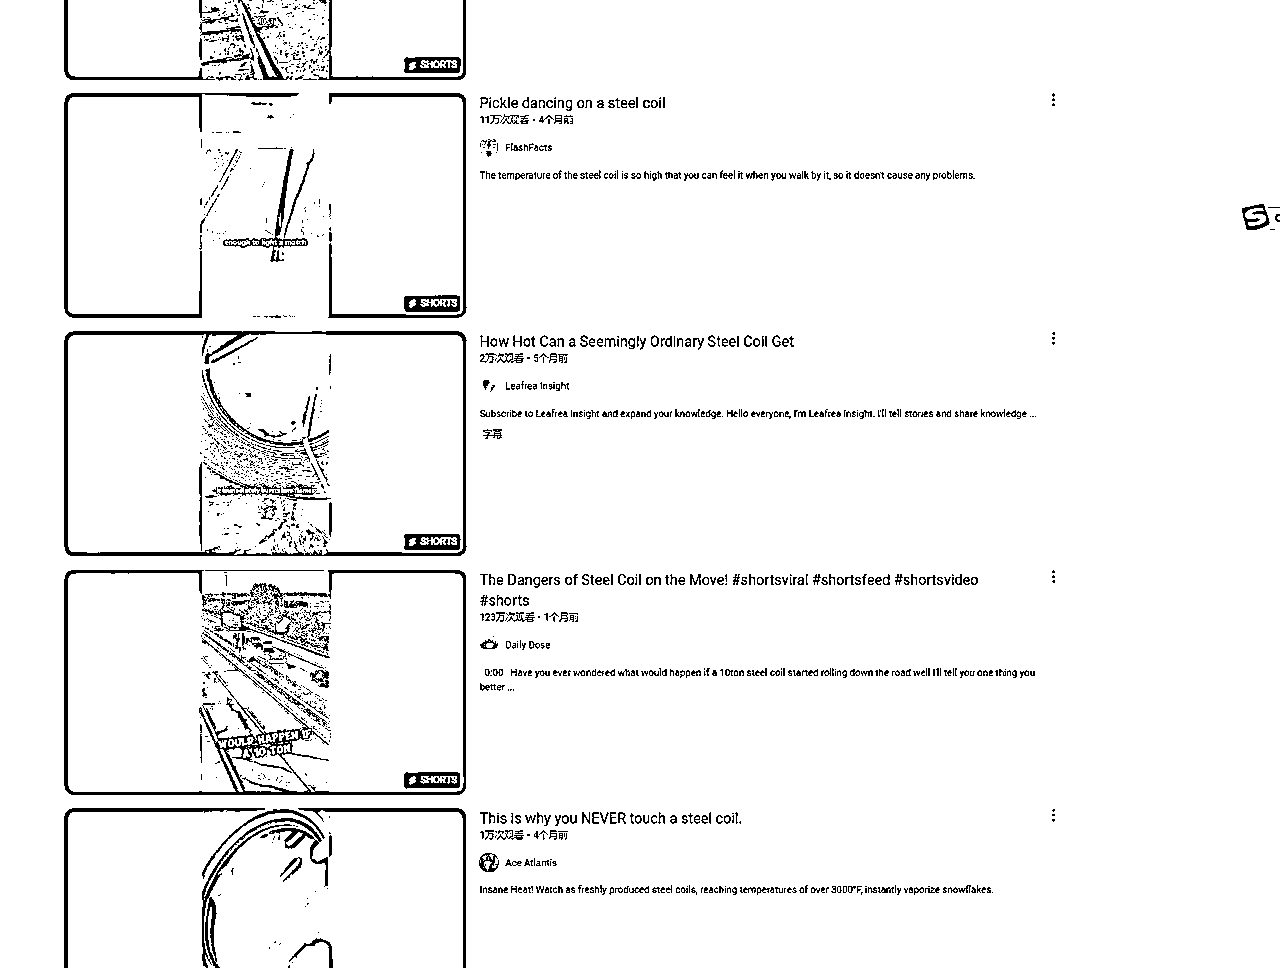 SHORTS
Pickle dancing on a steel coil
11万次观看 • 4个月前
FlashFacts
The temperature of the steel coil is so high that you can feel it when you walk by it, so it doesn't cause any problems.
enough to light a match
SHORTS
How Hot Can a Seemingly Ordinary Steel Coil Get
2万次观看 • 5个月前
Leafrea Insight
Subscribe to Leafrea Insight and expand your knowledge. Hello everyone, I'm Leafrea Insight. I'll tell stories and share knowledge ...
字幕
SHORTS
The Dangers of Steel Coil on the Move! #shortsviral #shortsfeed #shortsvideo
#shorts
123万次观看 • 1个月前
Daily Dose
0:00 Have you ever wondered what would happen if a 10ton steel coil started rolling down the road well I'll tell you one thing you
better ...
WOULD HAPPEN IF
A 10 TON
SHORTS
This is why you NEVER touch a steel coil.
1万次观看 • 4个月前
Ace Atlantis
Insane Heat! Watch as freshly produced steel coils, reaching temperatures of over 3000°F, instantly vaporize snowflakes.
S